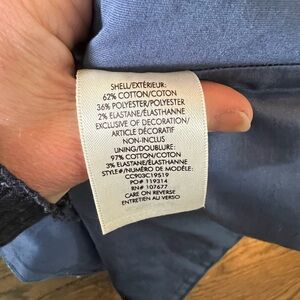 SHELL/EXTÉRIEUR:
62% COTTON/COTON
36% POLYESTER/POLYESTER
2% ELASTANE/ÉLASTHANNE
EXCLUSIVE OF DECORATION/
ARTICLE DÉCORATIF
NON-INCLUS
LINING/DOUBLURE:
97% COTTON/COTON
3% ELASTANE/ÉLASTHANNE
STYLE#/NUMÉRO DE MODÈLE:
CC903C19519
PO# 119314
RN# 107677
CARE ON REVERSE
ENTRETIEN AU VERSO